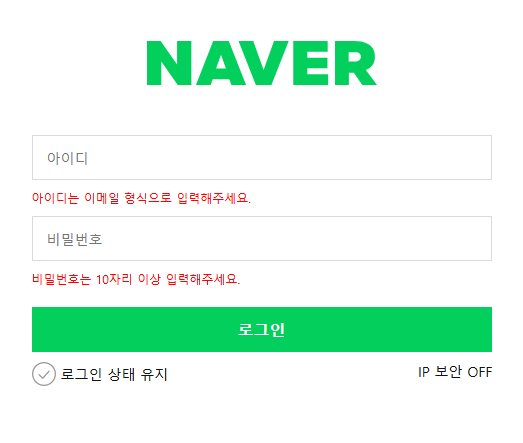 NAVER
아이디
아이디는 이메일 형식으로 입력해주세요.
비밀번호
비밀번호는 10자리 이상 입력해주세요.
로그인
로그인 상태 유지 IP 보안 OFF